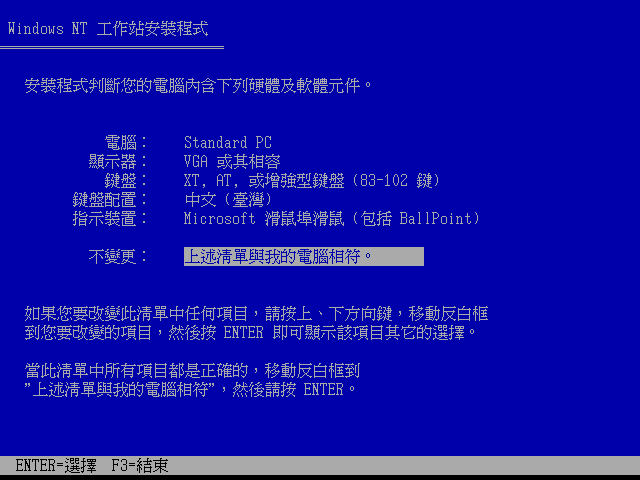 Windows NT 工作站安裝程式
安裝程式判斷您的電腦內含下列硬體及軟體元件。
電腦： Standard PC
顯示器： VGA 或其相容
鍵盤： XT, AT, 或增強型鍵盤 (83-102 鍵)
鍵盤配置： 中文 (臺灣)
指示裝置： Microsoft 滑鼠埠滑鼠 (包括 BallPoint)
不變更： 上述清單與我的電腦相符。
如果您要改變此清單中任何項目，請按上、下方向鍵，移動反白框
到您要改變的項目，然後按 ENTER 即可顯示該項目其它的選擇。
當此清單中所有項目都是正確的，移動反白框到
"上述清單與我的電腦相符"，然後請按 ENTER。
ENTER=選擇 F3=結束